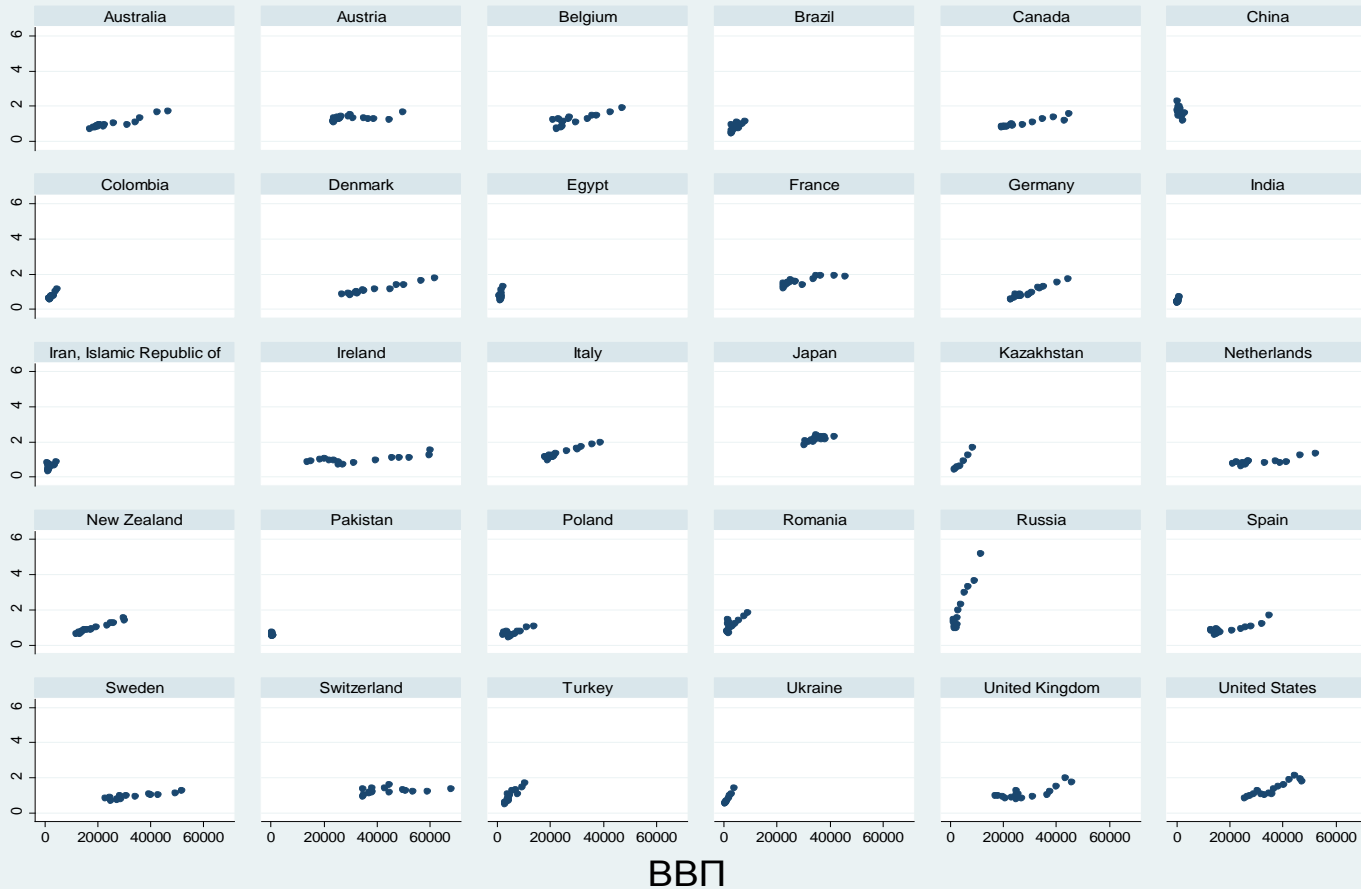 Australia Austria Belgium Brazil Canada China
6
4
2
0
Colombia Denmark Egypt France Germany India
6
4
2
0
Iran, Islamic Republic of Ireland Italy Japan Kazakhstan Netherlands
6
4
2
0
New Zealand Pakistan Poland Romania Russia Spain
6
4
2
0
Sweden Switzerland Turkey Ukraine United Kingdom United States
6
4
2
0
0 20000 40000 60000 0 20000 40000 60000 0 20000 40000 60000 0 20000 40000 60000 0 20000 40000 60000 0 20000 40000 60000
ВВП